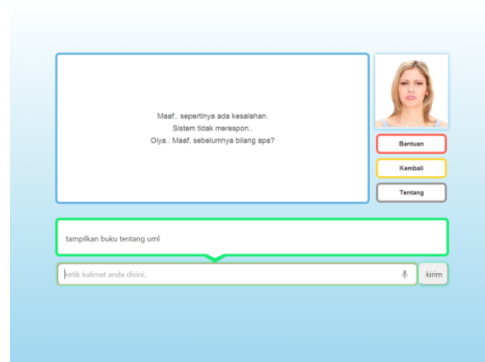 Maaf.. sepertinya ada kesalahan.
Sistem tidak merespon..
Oiya.. Maaf, sebelumnya bilang apa?
Bantuan
Kembali
Tentang
tampilkan buku tentang uml
ketik kalimat anda disini.
kirim